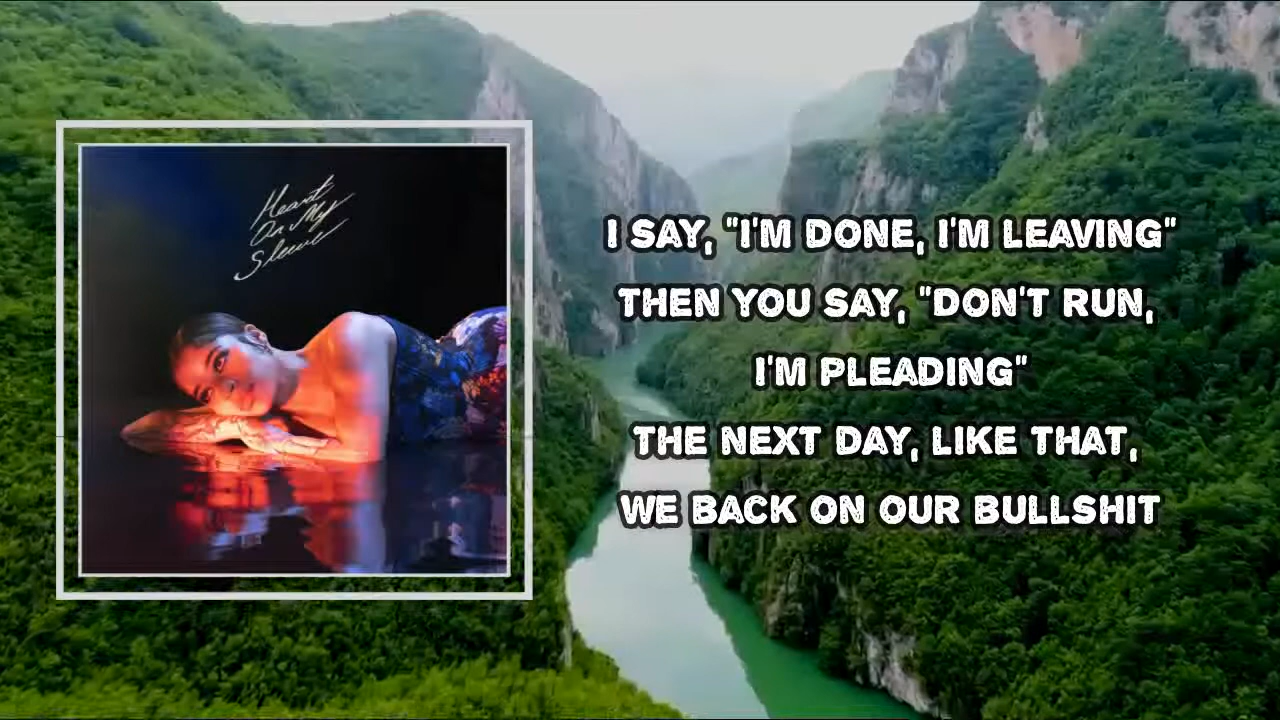 Heart
On My
Sleeve
I SAY, "I'M DONE, I'M LEAVING"
THEN YOU SAY, "DON'T RUN,
I'M PLEADING"
THE NEXT DAY, LIKE THAT,
WE BACK ON OUR BULLSHIT